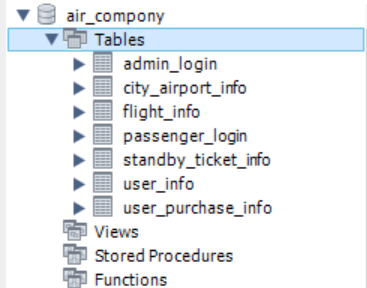 air_compony
Tables
admin_login
city_airport_info
flight_info
passenger_login
standby_ticket_info
user_info
user_purchase_info
Views
Stored Procedures
Functions